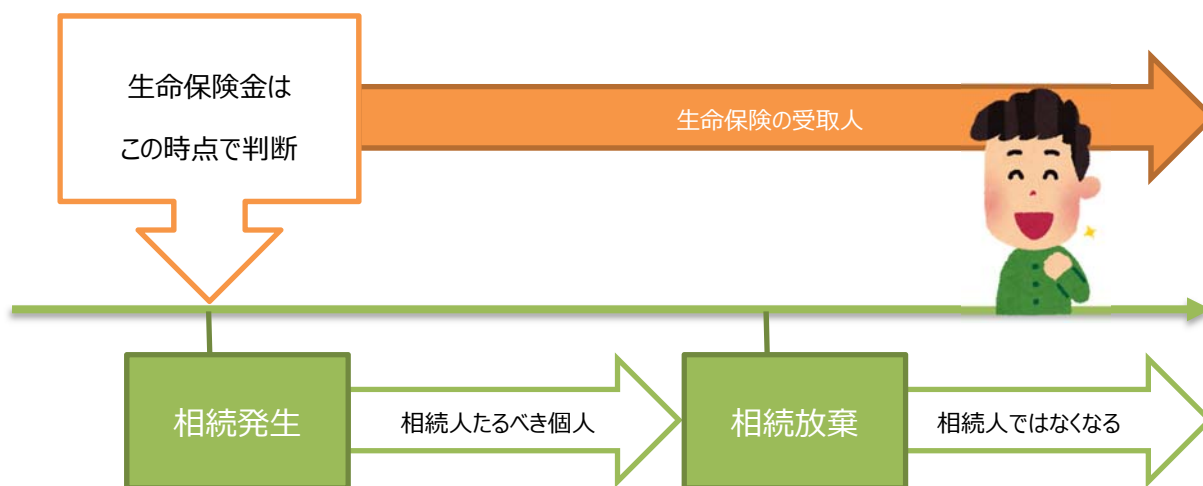 生命保険金は
この時点で判断
生命保険の受取人
相続発生
相続人たるべき個人
相続放棄
相続人ではなくなる